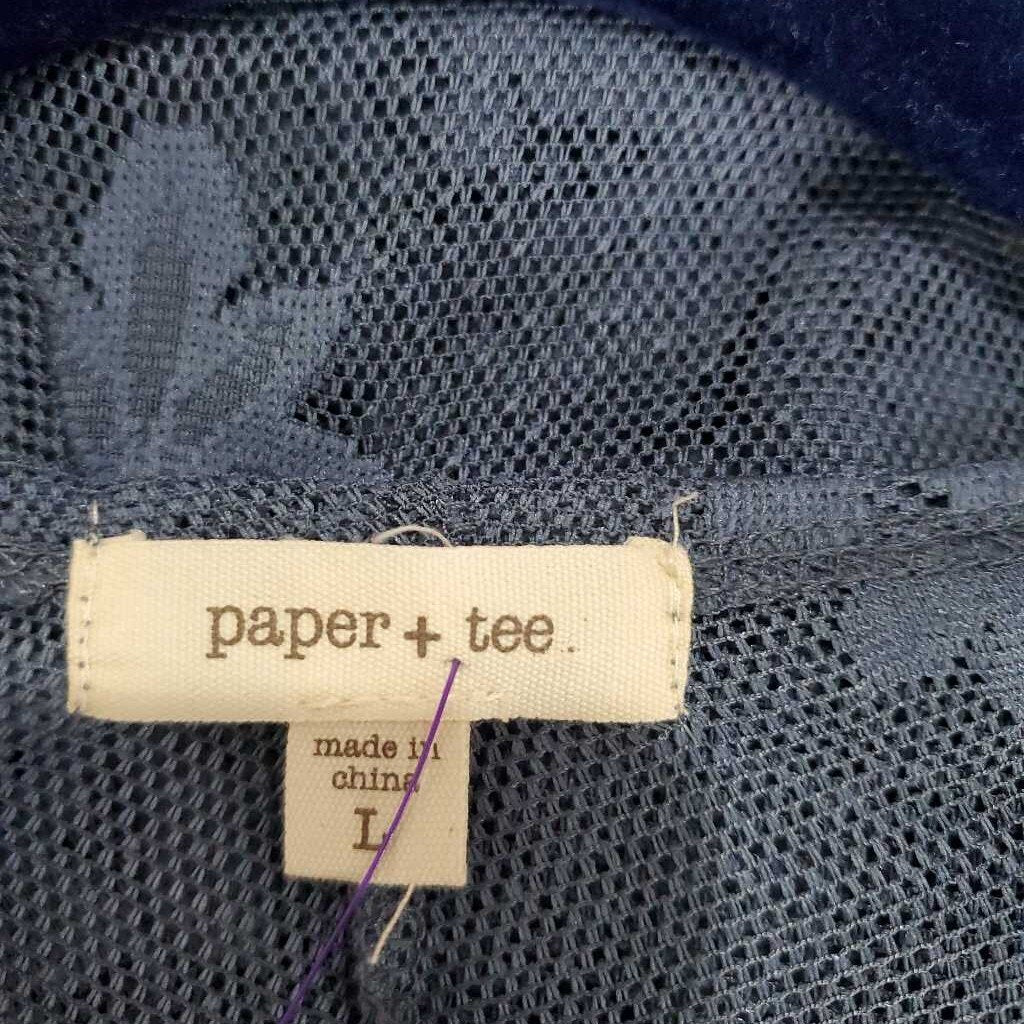 paper + tee
made in
china
L